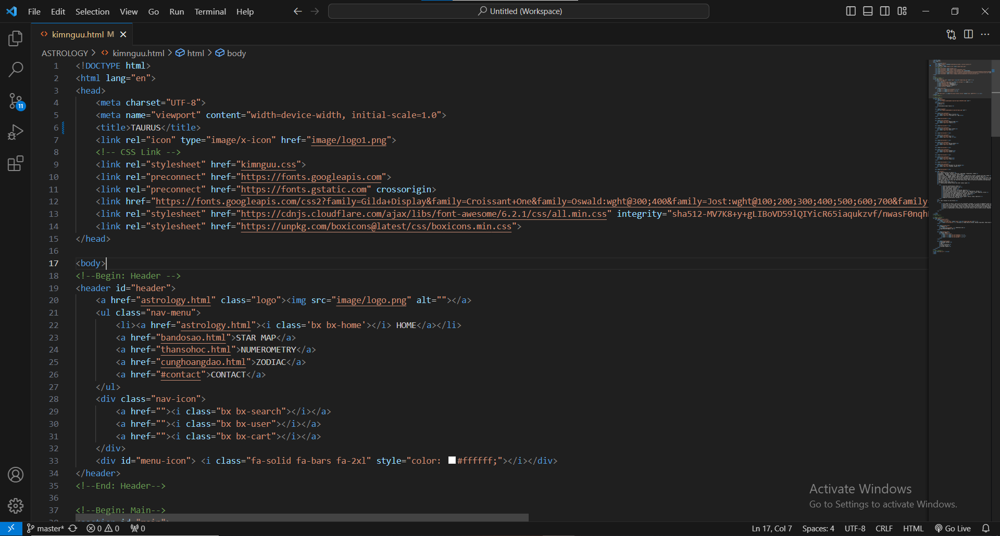 File Edit Selection View Go Run Terminal Help
Untitled (Workspace)
kimnguu.html M
ASTROLOGY > kimnguu.html > html > body
1 <!DOCTYPE html>
2 <html lang="en">
3 <head>
4 <meta charset="UTF-8">
5 <meta name="viewport" content="width=device-width, initial-scale=1.0">
6 <title>TAURUS</title>
7 <link rel="icon" type="image/x-icon" href="image/logo1.png">
8 <!-- CSS Link -->
9 <link rel="stylesheet" href="kimnguu.css">
10 <link rel="preconnect" href="https://fonts.googleapis.com">
11 <link rel="preconnect" href="https://fonts.gstatic.com" crossorigin>
12 <link href="https://fonts.googleapis.com/css2?family=Gilda+Display&family=Croissant+One&family=Oswald:wght@300;400&family=Jost:wght@100;200;300;400;500;600;700&family
13 <link rel="stylesheet" href="https://cdnjs.cloudflare.com/ajax/libs/font-awesome/6.2.1/css/all.min.css" integrity="sha512-MV7K8+y+gLIBoVD59lQIYicR65iaqukzvf/nwasF0nqh
14 <link rel="stylesheet" href="https://unpkg.com/boxicons@latest/css/boxicons.min.css">
15 </head>
16
17 <body>
18 <!--Begin: Header -->
19 <header id="header">
20 <a href="astrology.html" class="logo"><img src="image/logo.png" alt=""></a>
21 <ul class="nav-menu">
22 <li><a href="astrology.html"><i class='bx bx-home'></i> HOME</a></li>
23 <a href="bandosao.html">STAR MAP</a>
24 <a href="thansohoc.html">NUMEROMETRY</a>
25 <a href="cunghoangdao.html">ZODIAC</a>
26 <a href="#contact">CONTACT</a>
27 </ul>
28 <div class="nav-icon">
29 <a href=""><i class="bx bx-search"></i></a>
30 <a href=""><i class="bx bx-user"></i></a>
31 <a href=""><i class="bx bx-cart"></i></a>
32 </div>
33 <div id="menu-icon"> <i class="fa-solid fa-bars fa-2xl" style="color: #ffffff;"></i></div>
34 </header>
35 <!--End: Header-->
36
37 <!--Begin: Main-->
11
Activate Windows
Go to Settings to activate Windows.
master* 0 0 0 Ln 17, Col 7 Spaces: 4 UTF-8 CRLF HTML Go Live